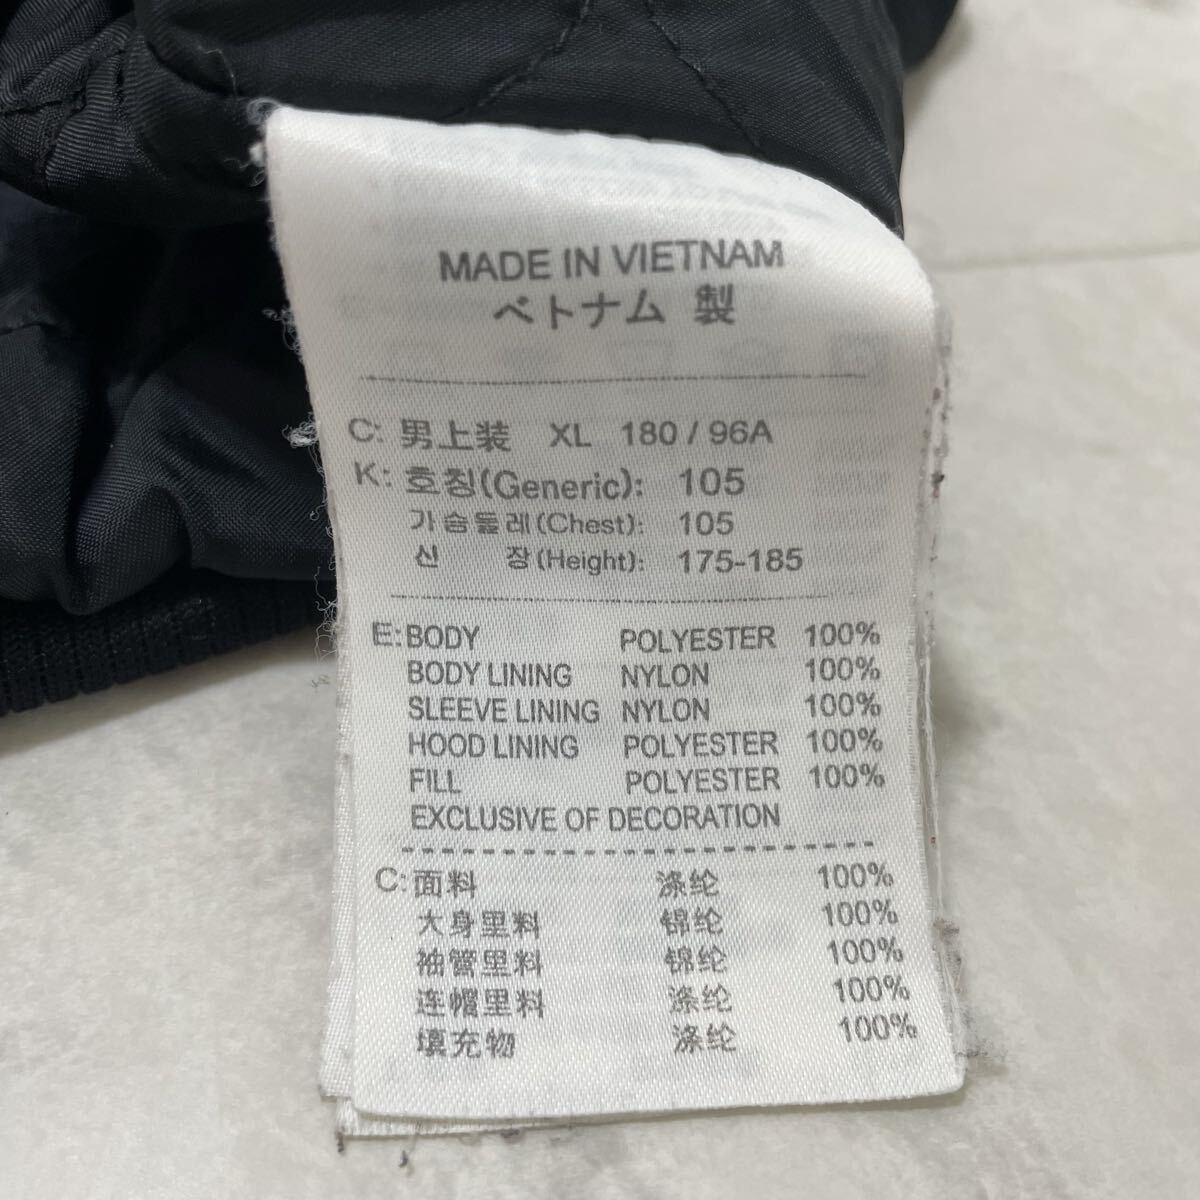 MADE IN VIETNAM
ベトナム 製
C: 男上装 XL 180 / 96A
K: 호칭(Generic): 105
가슴둘레(Chest): 105
신 장(Height): 175-185
E: BODY POLYESTER 100%
BODY LINING NYLON 100%
SLEEVE LINING NYLON 100%
HOOD LINING POLYESTER 100%
FILL POLYESTER 100%
EXCLUSIVE OF DECORATION
C: 面料 涤纶 100%
大身里料 锦纶 100%
袖管里料 锦纶 100%
连帽里料 涤纶 100%
填充物 涤纶 100%